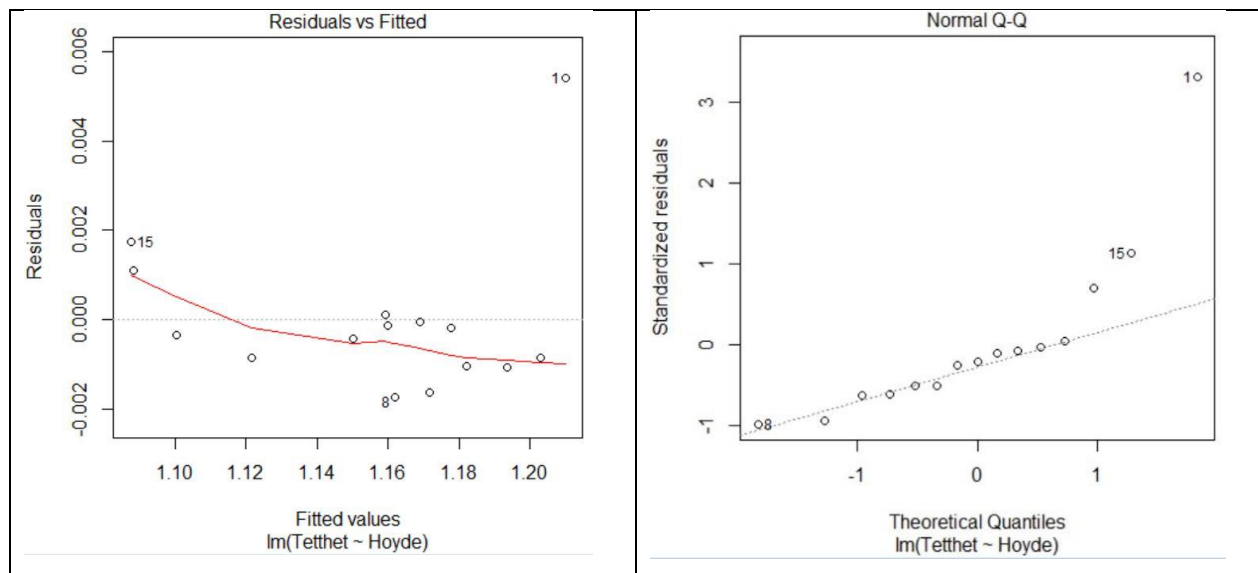 Residuals vs Fitted
Residuals
0.006
0.004
0.002
0.000
-0.002
1
15
8
1.10 1.12 1.14 1.16 1.18 1.20
Fitted values
lm(Tetthet ~ Hoyde)
Normal Q-Q
Standardized residuals
3
2
1
0
-1
1
15
8
-1 0 1
Theoretical Quantiles
lm(Tetthet ~ Hoyde)